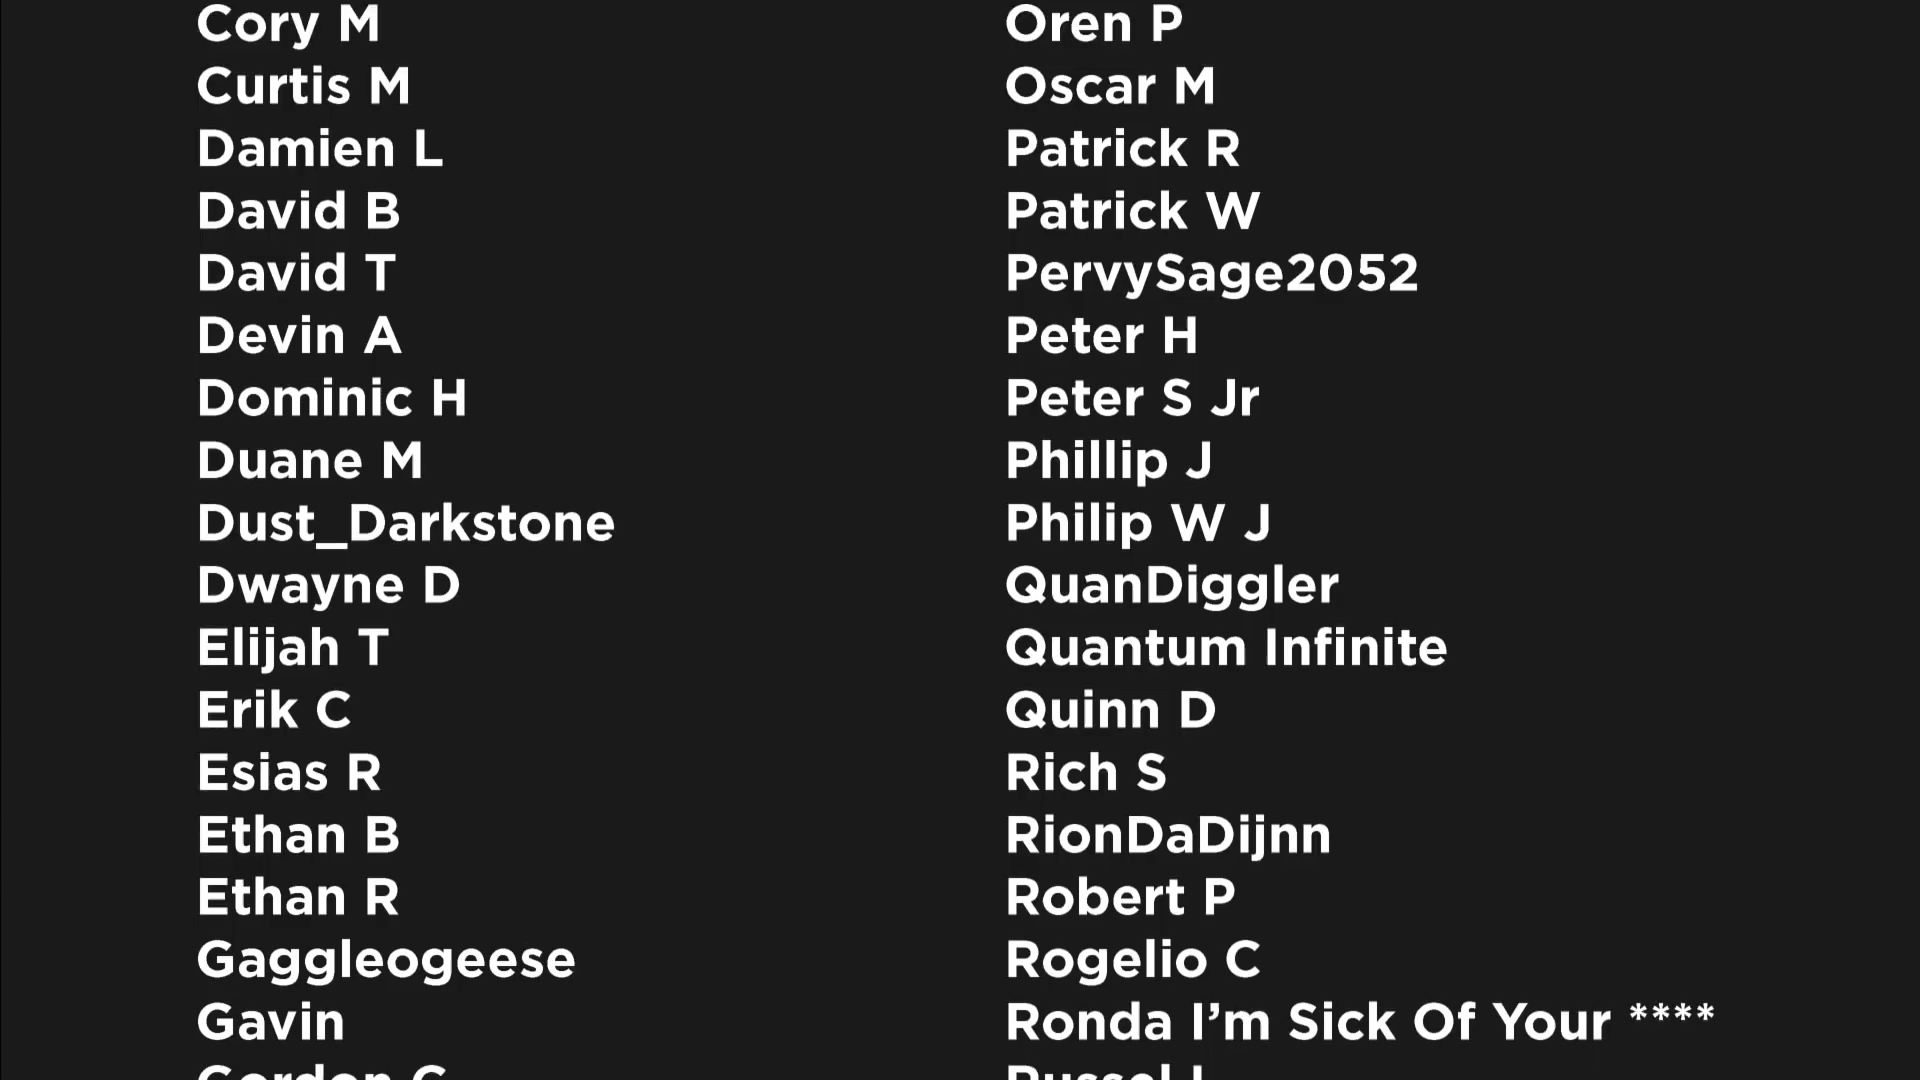 Cory M
Curtis M
Damien L
David B
David T
Devin A
Dominic H
Duane M
Dust_Darkstone
Dwayne D
Elijah T
Erik C
Esias R
Ethan B
Ethan R
Gaggleogeese
Gavin
Gordon C
Oren P
Oscar M
Patrick R
Patrick W
PervySage2052
Peter H
Peter S Jr
Phillip J
Philip W J
QuanDiggler
Quantum Infinite
Quinn D
Rich S
RionDaDijnn
Robert P
Rogelio C
Ronda I’m Sick Of Your ****
Russel